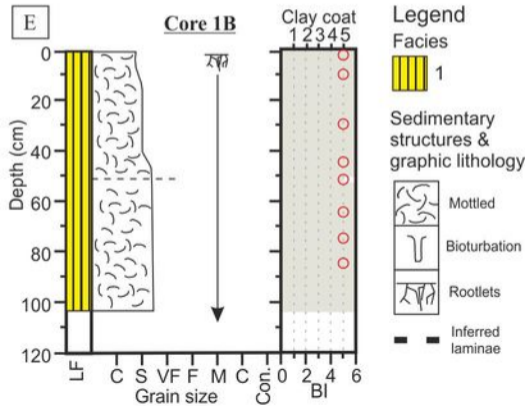 E
Core 1B
Clay coat
1 2 3 4 5
Depth (cm)
0
20
40
60
80
100
120
LF
C S VF F M C Con.
Grain size
0 2 4 6
BI
Legend
Facies
1
Sedimentary
structures &
graphic lithology
Mottled
Bioturbation
Rootlets
Inferred
laminae